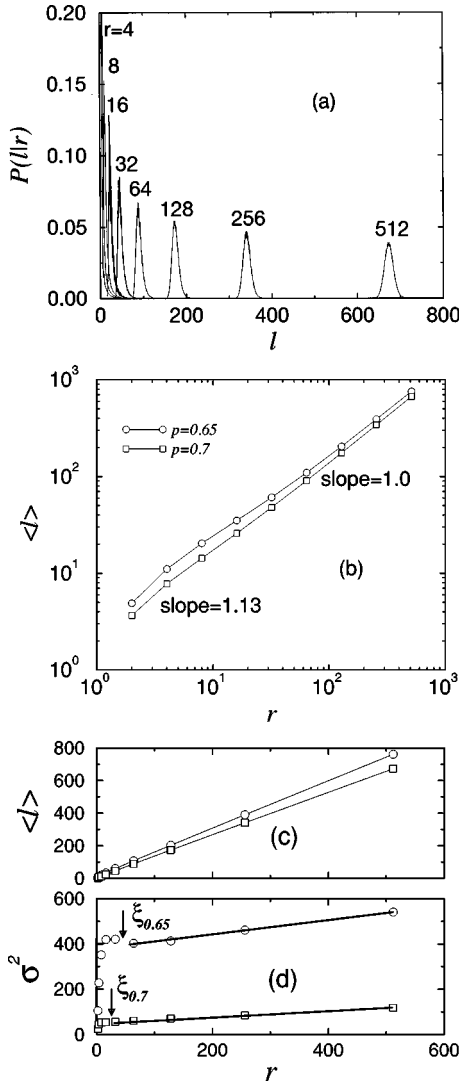 0.20
r=4
8
16
32
64
128
256
512
(a)
0.15
0.10
0.05
0.00
P(l|r)
0 200 400 600 800
l
10³
10²
10¹
10⁰
<l>
p=0.65
p=0.7
slope=1.0
slope=1.13
(b)
10⁰ 10¹ 10² 10³
r
800
600
400
200
0
<l>
(c)
600
400
200
0
σ²
ξ0.65
ξ0.7
(d)
0 200 400 600
r